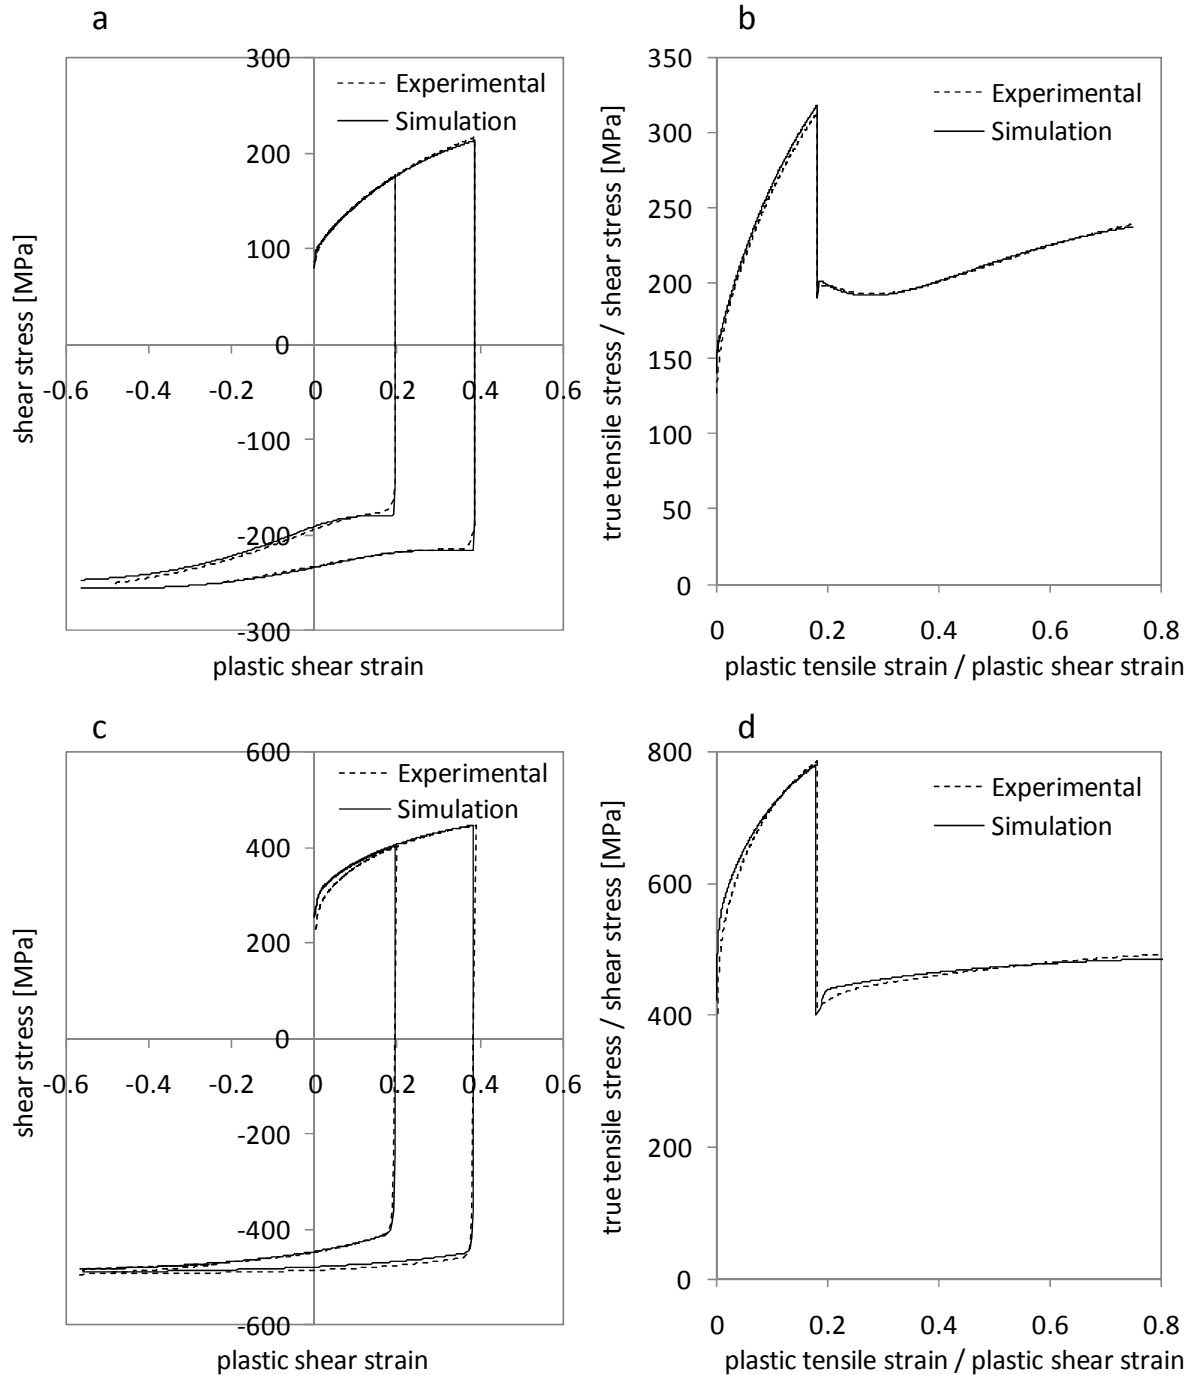 a
300
200
100
0
-100
-200
-300
-0.6
-0.4
-0.2
0
0.2
0.4
0.6
Experimental
Simulation
shear stress [MPa]
plastic shear strain
b
350
300
250
200
150
100
50
0
0
0.2
0.4
0.6
0.8
Experimental
Simulation
true tensile stress / shear stress [MPa]
plastic tensile strain / plastic shear strain
c
600
400
200
0
-200
-400
-600
-0.6
-0.4
-0.2
0
0.2
0.4
0.6
Experimental
Simulation
shear stress [MPa]
plastic shear strain
d
800
600
400
200
0
0
0.2
0.4
0.6
0.8
Experimental
Simulation
true tensile stress / shear stress [MPa]
plastic tensile strain / plastic shear strain